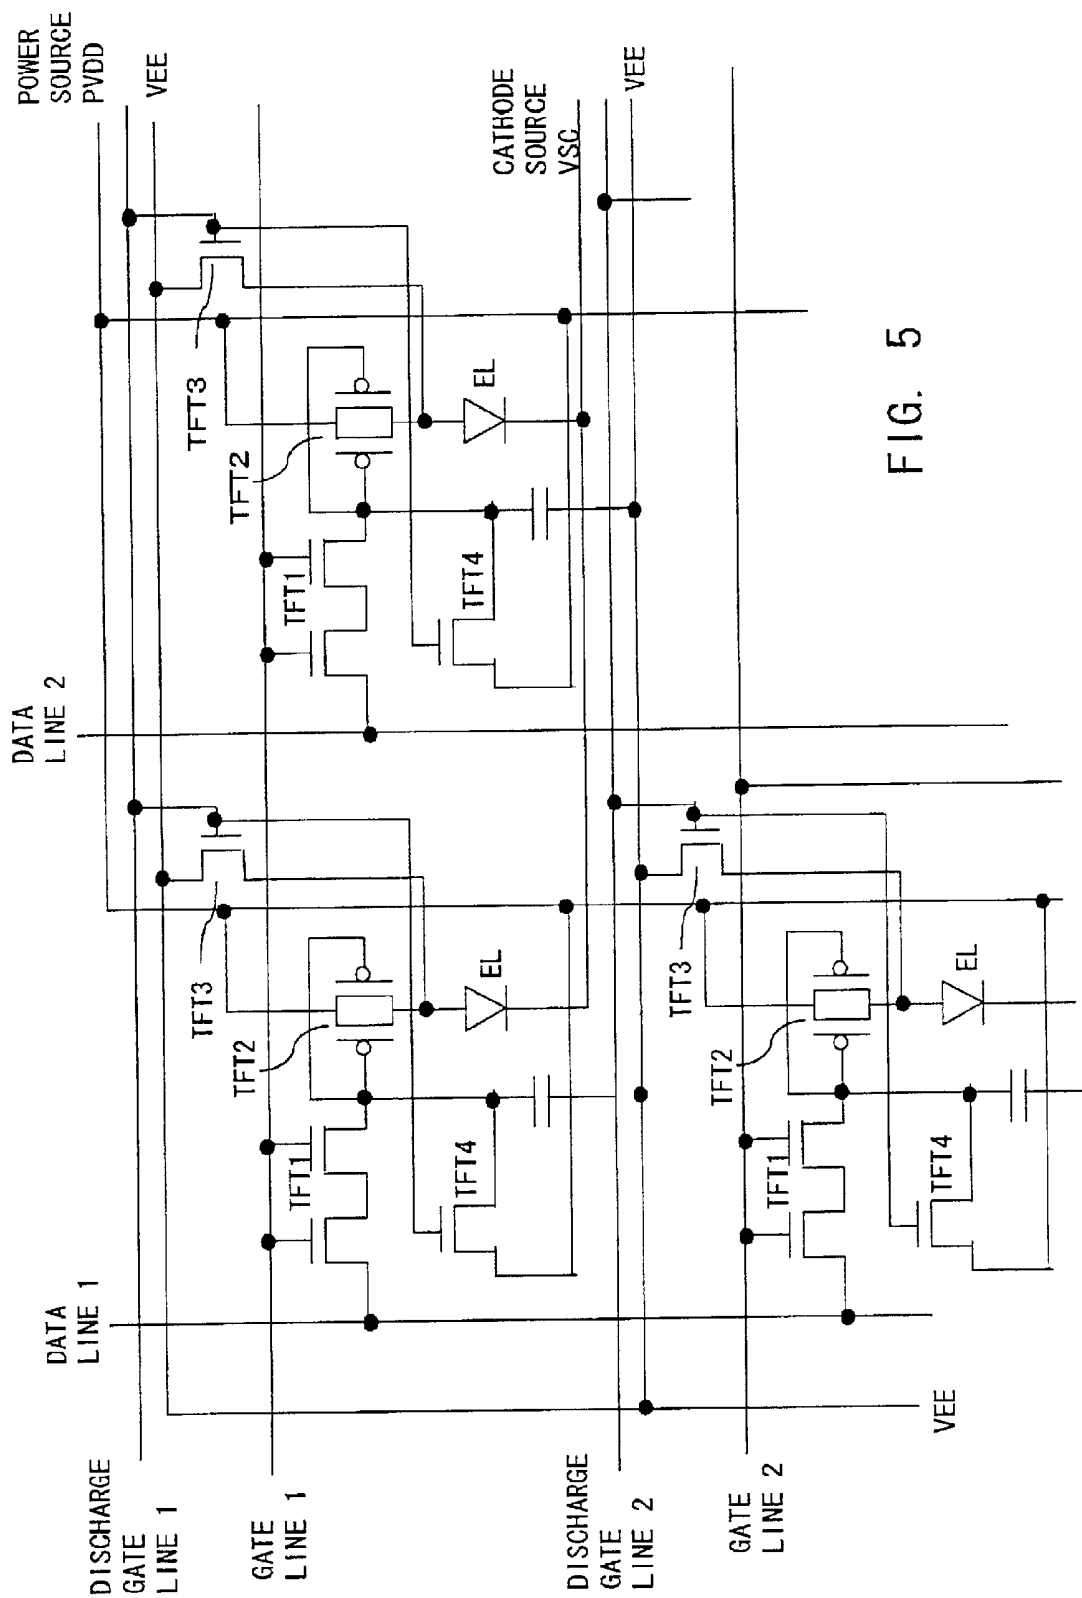 POWER
SOURCE
PVDD
VEE
CATHODE
SOURCE
VSC
VEE
TFT3
TFT2
TFT1
TFT4
EL
FIG. 5
DATA
LINE 2
TFT3
TFT2
TFT1
TFT4
EL
TFT3
TFT2
TFT1
TFT4
EL
DATA
LINE 1
VEE
DISCHARGE
GATE
LINE 1
GATE
LINE 1
DISCHARGE
GATE
LINE 2
GATE
LINE 2